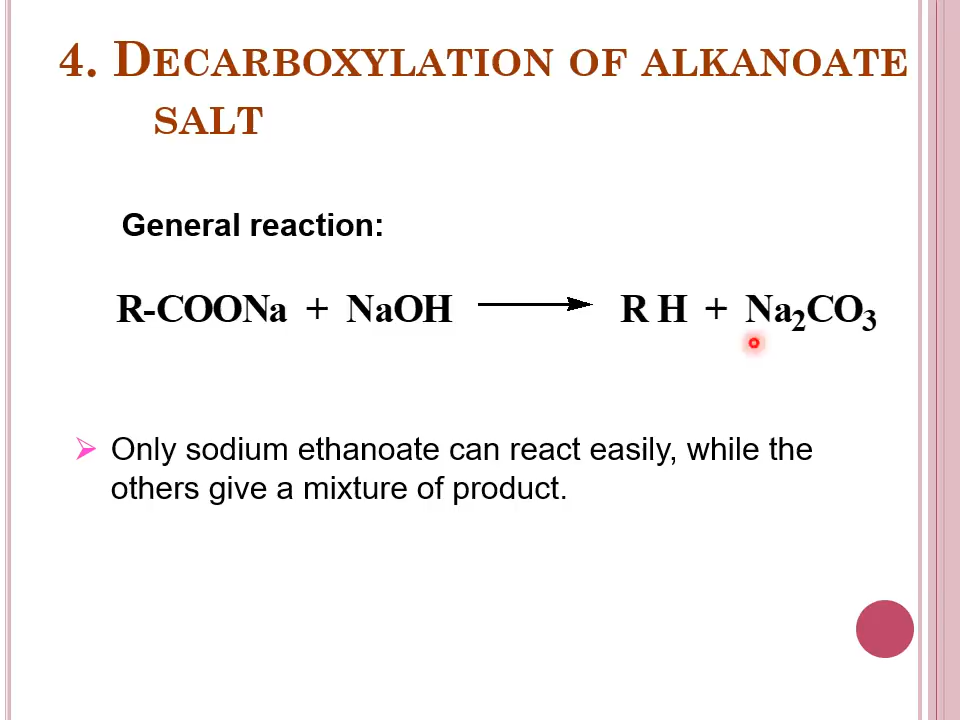 4. Decarboxylation of alkanoate
salt
General reaction:
R-COONa + NaOH ⟶ R H + Na₂CO₃
Only sodium ethanoate can react easily, while the
others give a mixture of product.